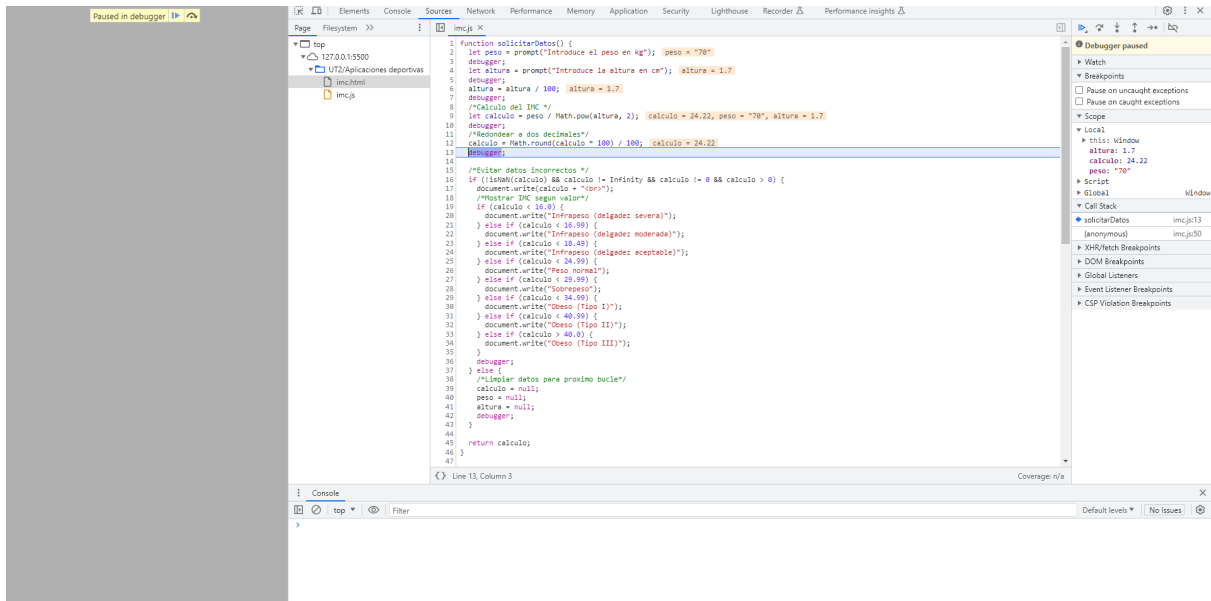 Paused in debugger
Elements Console Sources Network Performance Memory Application Security Lighthouse Recorder Performance insights
Page Filesystem
imc.js
top
127.0.0.1:5500
UT2/Aplicaciones deportivas
imc.html
imc.js
1 function solicitarDatos() {
2 let peso = prompt("Introduce el peso en kg"); peso = "70"
3 debugger;
4 let altura = prompt("Introduce la altura en cm"); altura = 1.7
5 debugger;
6 altura = altura / 100; altura = 1.7
7 debugger;
8 /*Calculo del IMC */
9 let calculo = peso / Math.pow(altura, 2); calculo = 24.22, peso = "70", altura = 1.7
10 debugger;
11 /*Redondear a dos decimales*/
12 calculo = Math.round(calculo * 100) / 100; calculo = 24.22
13 debugger;
14
15 /*Evitar datos incorrectos */
16 if (!isNaN(calculo) && calculo != Infinity && calculo != 0 && calculo > 0) {
17 document.write(calculo + "<br>");
18 /*Mostrar IMC segun valor*/
19 if (calculo < 16.0) {
20 document.write("Infrapeso (delgadez severa)");
21 } else if (calculo < 16.99) {
22 document.write("Infrapeso (delgadez moderada)");
23 } else if (calculo < 18.49) {
24 document.write("Infrapeso (delgadez aceptable)");
25 } else if (calculo < 24.99) {
26 document.write("Peso normal");
27 } else if (calculo < 29.99) {
28 document.write("Sobrepeso");
29 } else if (calculo < 34.99) {
30 document.write("Obeso (Tipo I)");
31 } else if (calculo < 40.99) {
32 document.write("Obeso (Tipo II)");
33 } else if (calculo > 40.0) {
34 document.write("Obeso (Tipo III)");
35 }
36 debugger;
37 } else {
38 /*Limpiar datos para proximo bucle*/
39 calculo = null;
40 peso = null;
41 altura = null;
42 debugger;
43 }
44
45 return calculo;
46 }
47
{} Line 13, Column 3 Coverage: n/a
Debugger paused
Watch
Breakpoints
Pause on uncaught exceptions
Pause on caught exceptions
Scope
Local
this: Window
altura: 1.7
calculo: 24.22
peso: "70"
Script
Global Window
Call Stack
solicitarDatos imc.js:13
(anonymous) imc.js:50
XHR/fetch Breakpoints
DOM Breakpoints
Global Listeners
Event Listener Breakpoints
CSP Violation Breakpoints
Console
top Filter Default levels No Issues